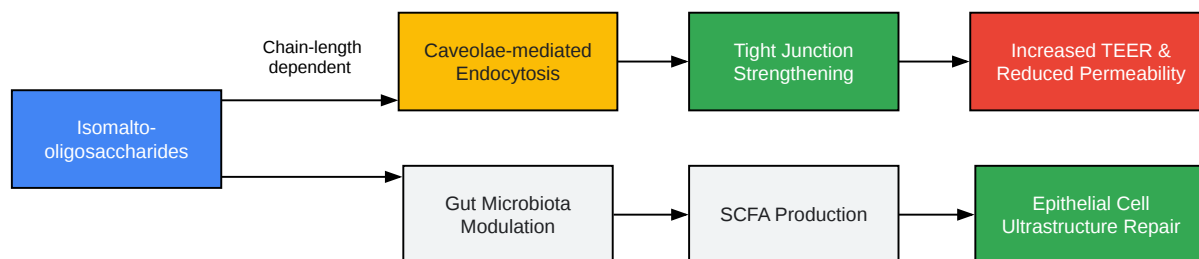 Chain-length
dependent
Caveolae-mediated
Endocytosis
Tight Junction
Strengthening
Increased TEER &
Reduced Permeability
Isomalto-
oligosaccharides
Gut Microbiota
Modulation
SCFA Production
Epithelial Cell
Ultrastructure Repair